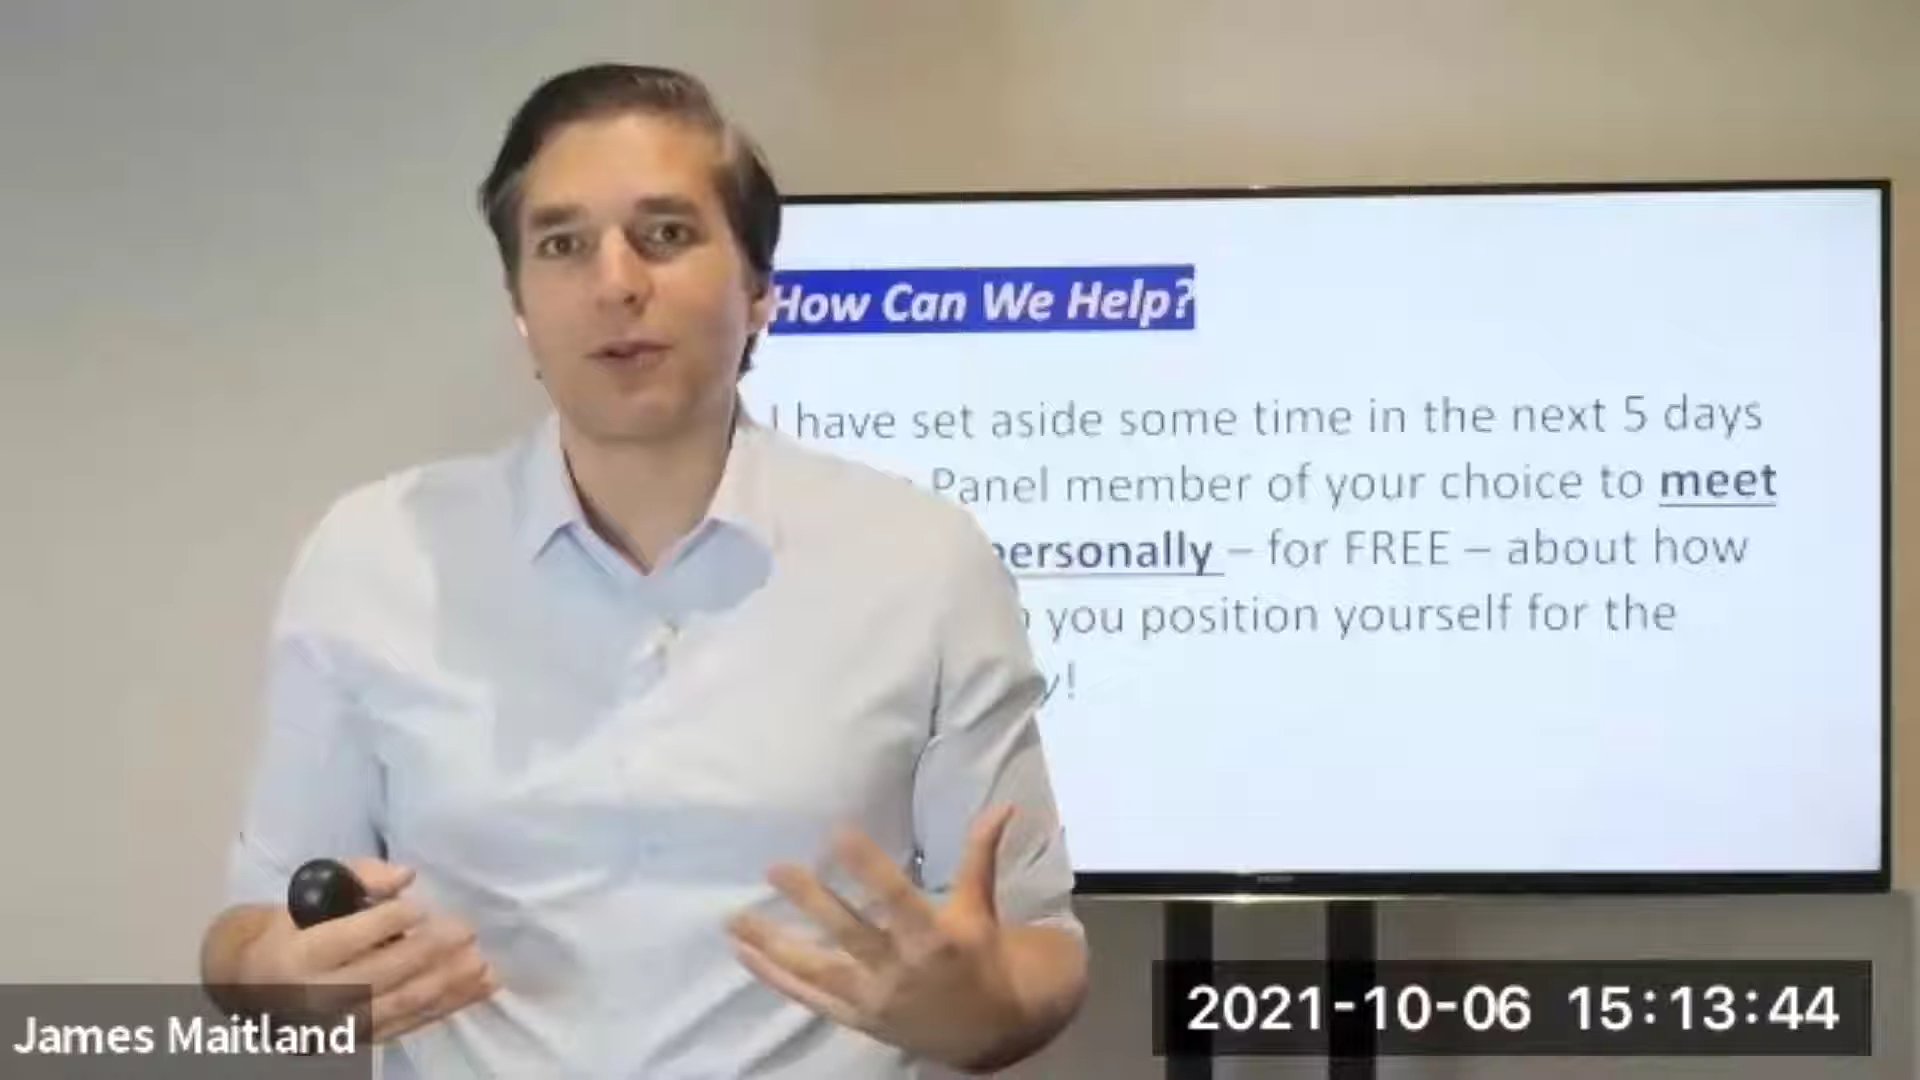 How Can We Help?
I have set aside some time in the next 5 days
Panel member of your choice to meet
personally – for FREE – about how
you position yourself for the
y!
James Maitland
2021-10-06 15:13:44